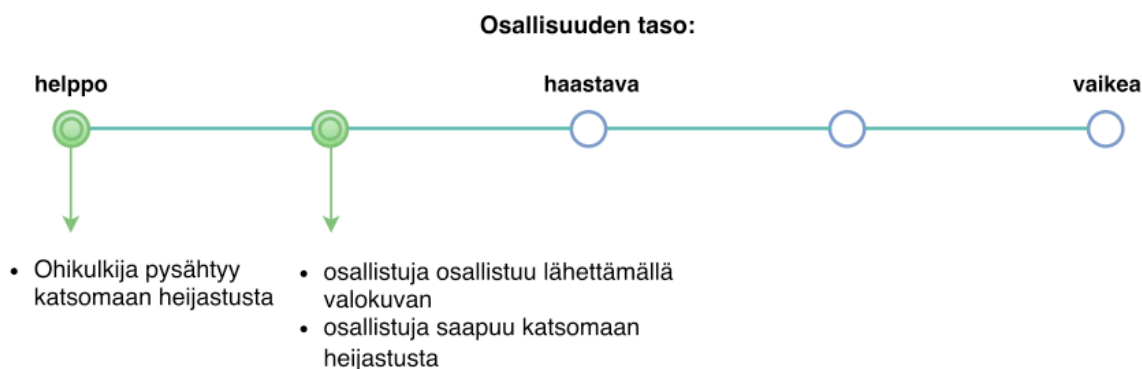 Osallisuuden taso:
helppo
haastava
vaikea
• Ohikulkija pysähtyy
katsomaan heijastusta
• osallistuja osallistuu lähettämällä
valokuvan
• osallistuja saapuu katsomaan
heijastusta